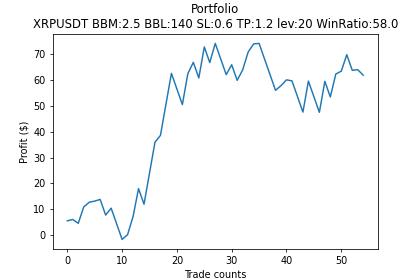 Portfolio
XRPUSDT BBM:2.5 BBL:140 SL:0.6 TP:1.2 lev:20 WinRatio:58.0
70
60
50
40
30
20
10
0
Profit ($)
0 10 20 30 40 50
Trade counts